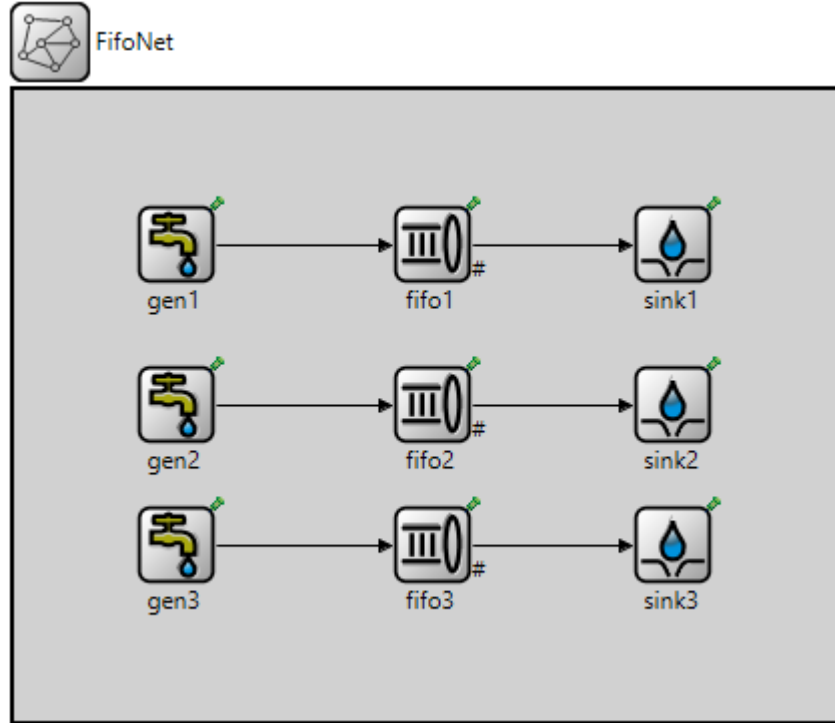 FifoNet
gen1
#
fifo1
sink1
gen2
#
fifo2
sink2
gen3
#
fifo3
sink3